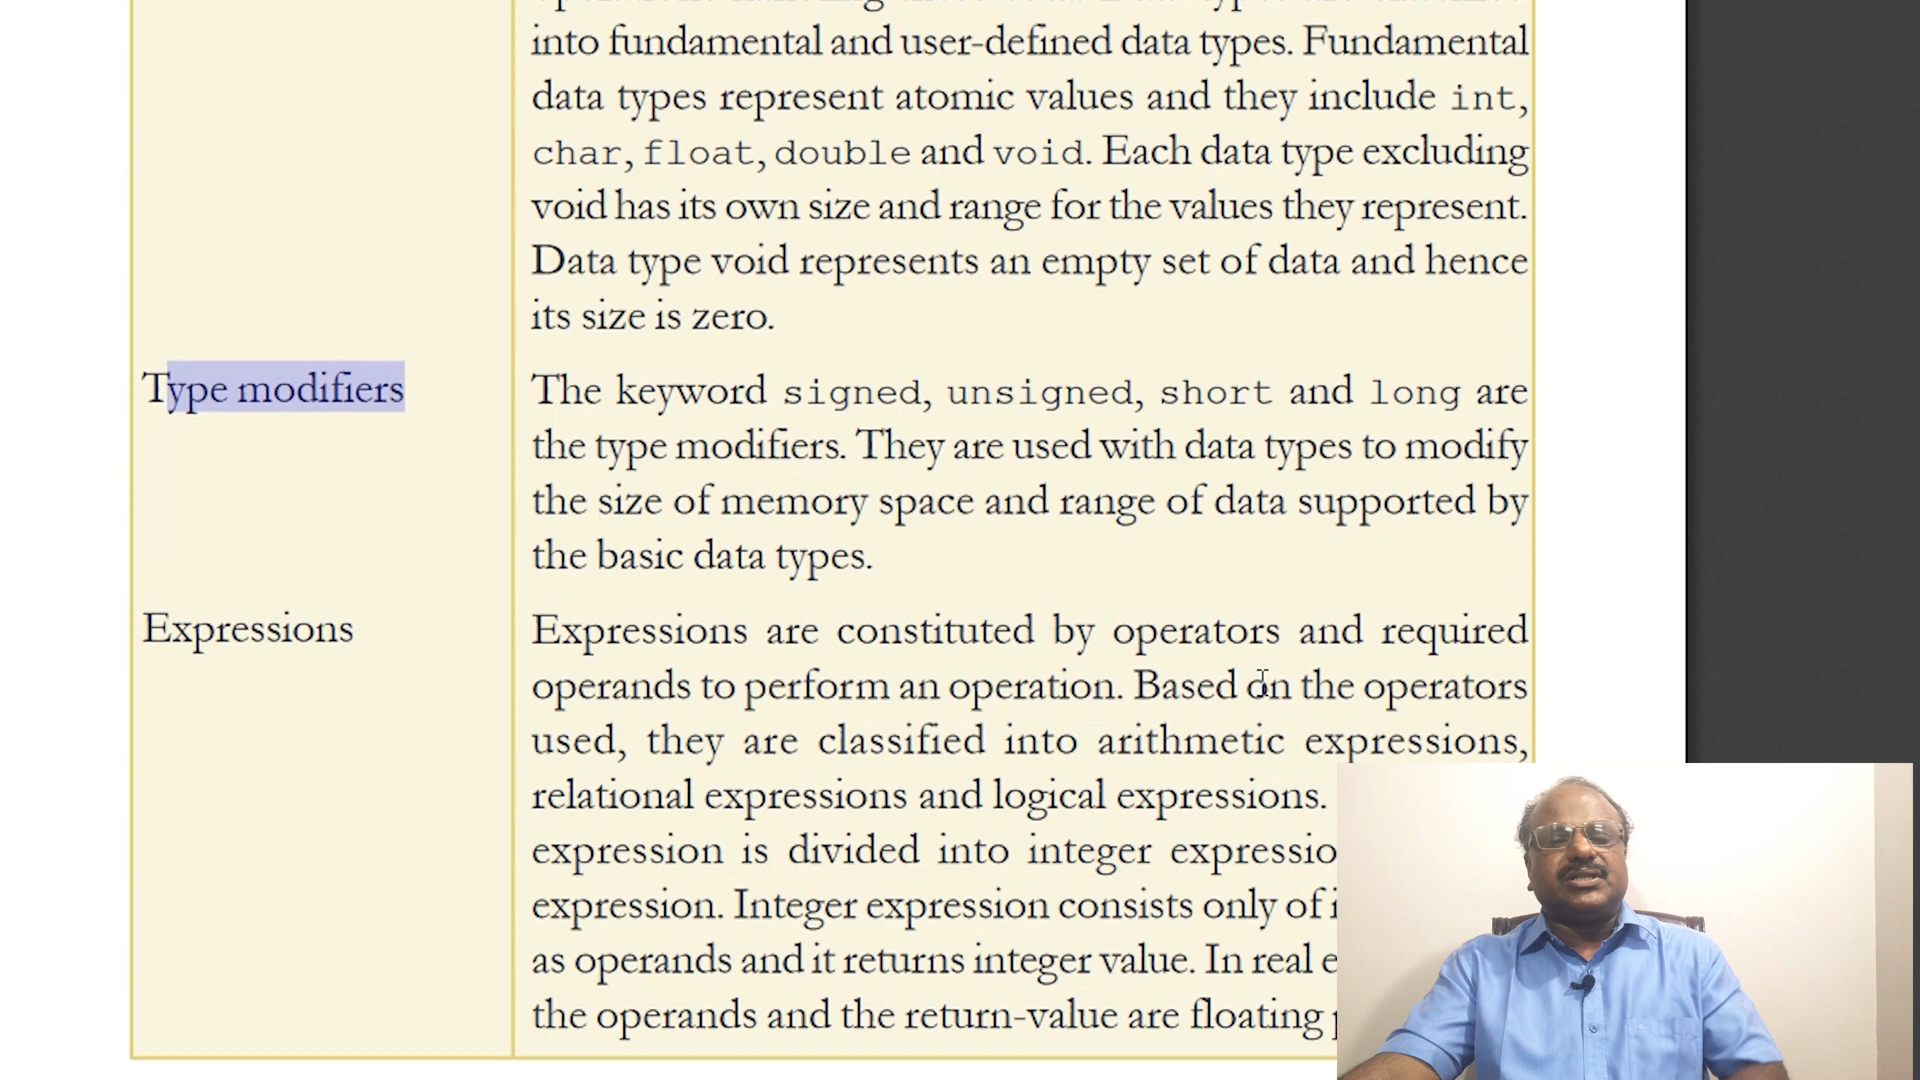 into fundamental and user-defined data types. Fundamental
data types represent atomic values and they include int,
char, float, double and void. Each data type excluding
void has its own size and range for the values they represent.
Data type void represents an empty set of data and hence
its size is zero.
Type modifiers
The keyword signed, unsigned, short and long are
the type modifiers. They are used with data types to modify
the size of memory space and range of data supported by
the basic data types.
Expressions
Expressions are constituted by operators and required
operands to perform an operation. Based on the operators
used, they are classified into arithmetic expressions,
relational expressions and logical expressions.
expression is divided into integer
expression. Integer expression consists only of
as operands and it returns integer value. In real
the operands and the return-value are floating